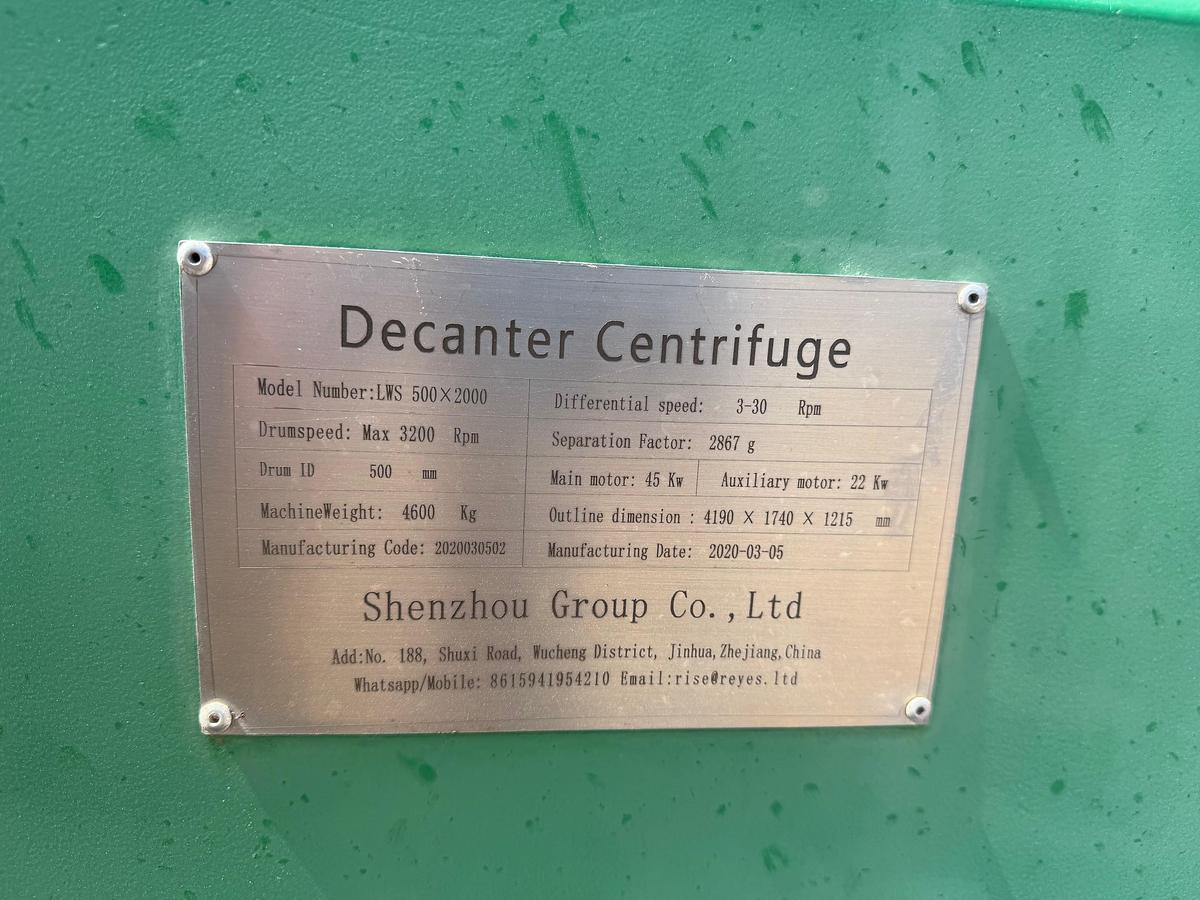 Decanter Centrifuge
Model Number:LWS 500×2000
Differential speed: 3-30 Rpm
Drumspeed: Max 3200 Rpm
Separation Factor: 2867 g
Drum ID 500 mm
Main motor: 45 Kw
Auxiliary motor: 22 Kw
MachineWeight: 4600 Kg
Outline dimension : 4190 × 1740 × 1215 mm
Manufacturing Code: 2020030502
Manufacturing Date: 2020-03-05
Shenzhou Group Co.,Ltd
Add:No. 188, Shuxi Road, Wucheng District, Jinhua,Zhejiang,China
Whatsapp/Mobile: 8615941954210 Email:rise@reyes.ltd